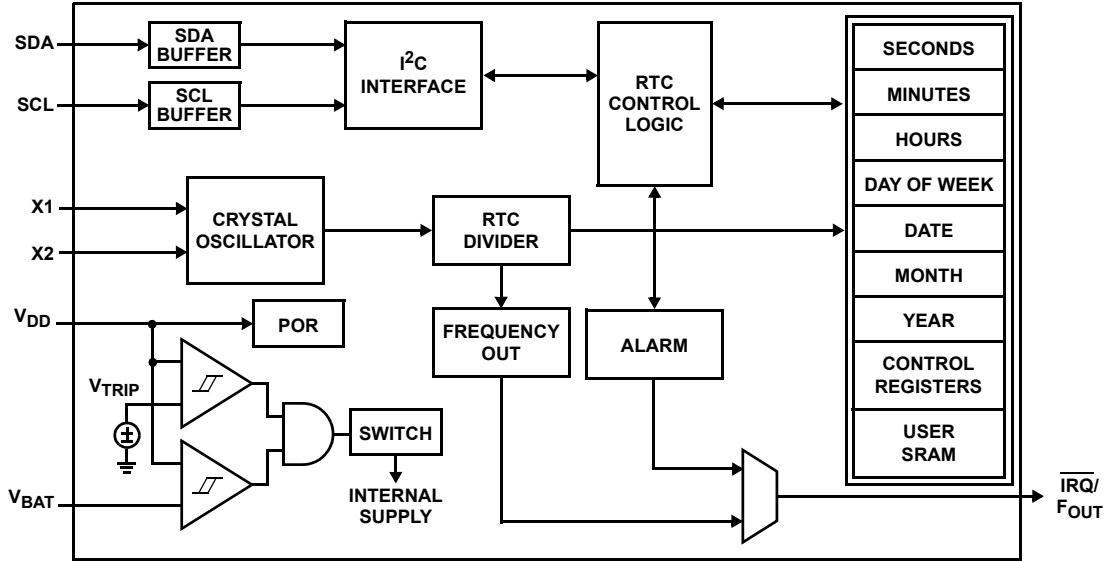 SDA
SDA
BUFFER
SCL
SCL
BUFFER
I²C
INTERFACE
RTC
CONTROL
LOGIC
SECONDS
MINUTES
HOURS
DAY OF WEEK
DATE
MONTH
YEAR
CONTROL
REGISTERS
USER
SRAM
X1
X2
CRYSTAL
OSCILLATOR
RTC
DIVIDER
FREQUENCY
OUT
ALARM
VDD
POR
VTRIP
±
SWITCH
INTERNAL
SUPPLY
VBAT
I̅R̅Q̅/
FOUT